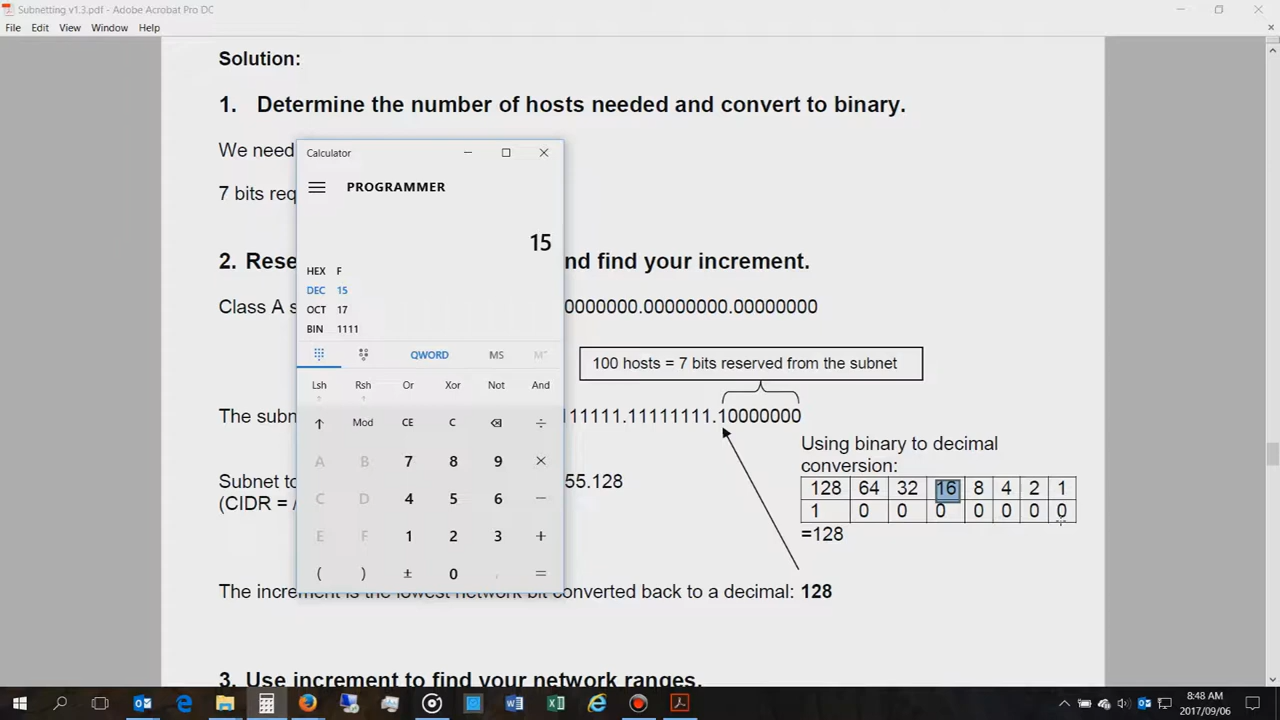 Subnetting v1.3.pdf - Adobe Acrobat Pro DC
File Edit View Window Help
Solution:
1. Determine the number of hosts needed and convert to binary.
We need
7 bits req
Calculator
PROGRAMMER
15
HEX F
DEC 15
OCT 17
BIN 1111
QWORD MS M
Lsh Rsh Or Xor Not And
↑ Mod CE C ⌫ ÷
A B 7 8 9 ×
C D 4 5 6 −
E F 1 2 3 +
( ) ± 0 , =
2. Rese nd find your increment.
Class A s 0000000.00000000.00000000
100 hosts = 7 bits reserved from the subnet
The subn 111111.11111111.10000000
Using binary to decimal
conversion:
128 64 32 16 8 4 2 1
1 0 0 0 0 0 0 0
=128
Subnet to 55.128
(CIDR = /
The increment is the lowest network bit converted back to a decimal: 128
3. Use increment to find your network ranges.
8:48 AM
2017/09/06